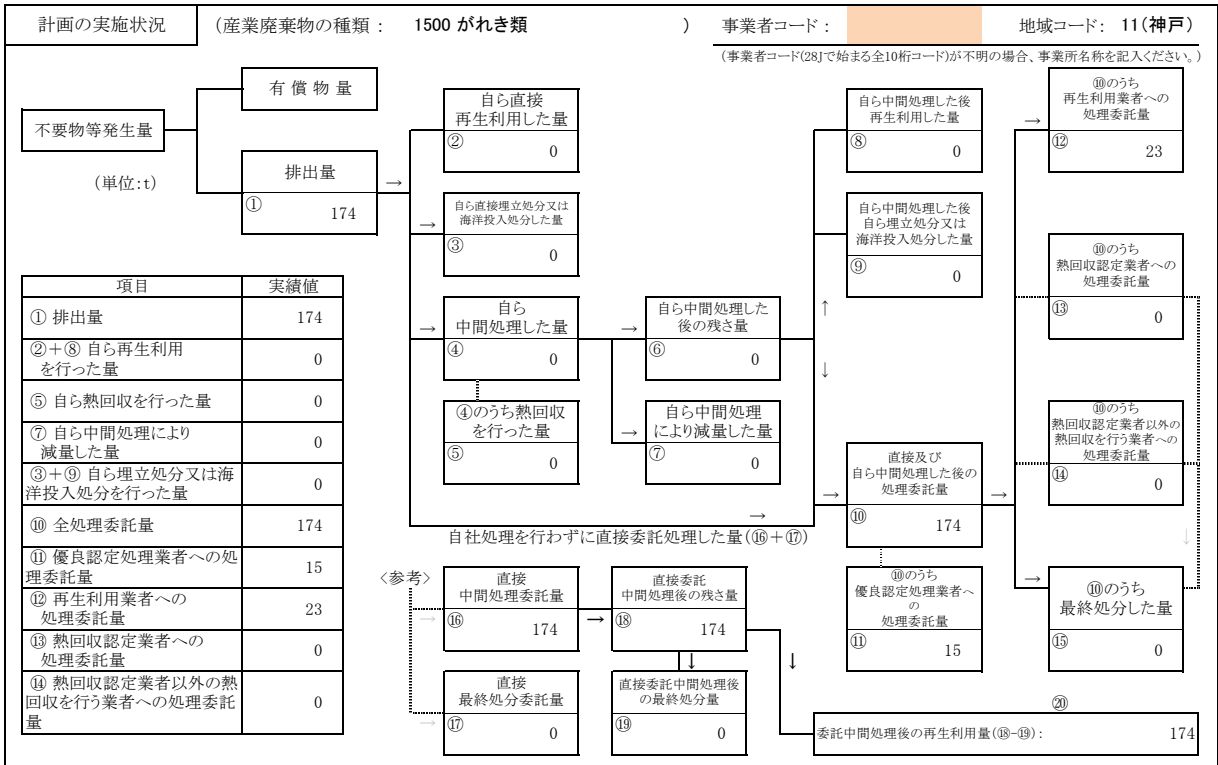 計画の実施状況 (産業廃棄物の種類： 1500 がれき類 ) 事業者コード： 地域コード： 11(神戸)
(事業者コード(28Jで始まる全10桁コード)が不明の場合、事業所名称を記入ください。)
不要物等発生量
(単位:t)
有償物量
排出量
① 174
→
自ら直接
再生利用した量
② 0
→
自ら直接埋立処分又は
海洋投入処分した量
③ 0
→
自ら
中間処理した量
④ 0
④のうち熱回収
を行った量
⑤ 0
→
自ら中間処理した
後の残さ量
⑥ 0
→
自ら中間処理
により減量した量
⑦ 0
自ら中間処理した後
再生利用した量
⑧ 0
自ら中間処理した後
自ら埋立処分又は
海洋投入処分した量
⑨ 0
↑
↓
→
直接及び
自ら中間処理した後の
処理委託量
⑩ 174
→
⑩のうち
優良認定処理業者へ
の
処理委託量
⑪ 15
→
⑩のうち
再生利用業者への
処理委託量
⑫ 23
⑩のうち
熱回収認定業者への
処理委託量
⑬ 0
⑩のうち
熱回収認定業者以外の
熱回収を行う業者への
処理委託量
⑭ 0
↓
→
⑩のうち
最終処分した量
⑮ 0
→
自社処理を行わずに直接委託処理した量(⑯＋⑰)
〈参考〉
→
直接
中間処理委託量
⑯ 174
→
直接委託
中間処理後の残さ量
⑱ 174
→
直接
最終処分委託量
⑰ 0
↓
直接委託中間処理後
の最終処分量
⑲ 0
↓
⑳
委託中間処理後の再生利用量(⑱-⑲)： 174
項目 実績値
① 排出量 174
②＋⑧ 自ら再生利用
を行った量 0
⑤ 自ら熱回収を行った量 0
⑦ 自ら中間処理により
減量した量 0
③＋⑨ 自ら埋立処分又は海
洋投入処分を行った量 0
⑩ 全処理委託量 174
⑪ 優良認定処理業者への処
理委託量 15
⑫ 再生利用業者への
処理委託量 23
⑬ 熱回収認定業者への
処理委託量 0
⑭ 熱回収認定業者以外の熱
回収を行う業者への処理委託
量 0